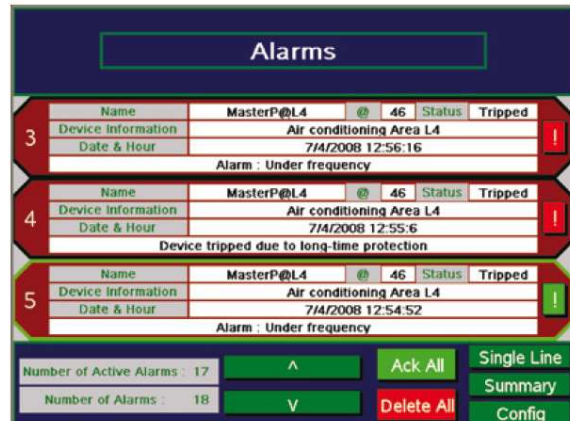 Alarms
3
Name MasterP@L4 @ 46 Status Tripped
Device Information Air conditioning Area L4
Date & Hour 7/4/2008 12:56:16
Alarm : Under frequency
!
4
Name MasterP@L4 @ 46 Status Tripped
Device Information Air conditioning Area L4
Date & Hour 7/4/2008 12:55:6
Device tripped due to long-time protection
!
5
Name MasterP@L4 @ 46 Status Tripped
Device Information Air conditioning Area L4
Date & Hour 7/4/2008 12:54:52
Alarm : Under frequency
!
Number of Active Alarms : 17
Number of Alarms : 18
^
V
Ack All
Delete All
Single Line
Summary
Config